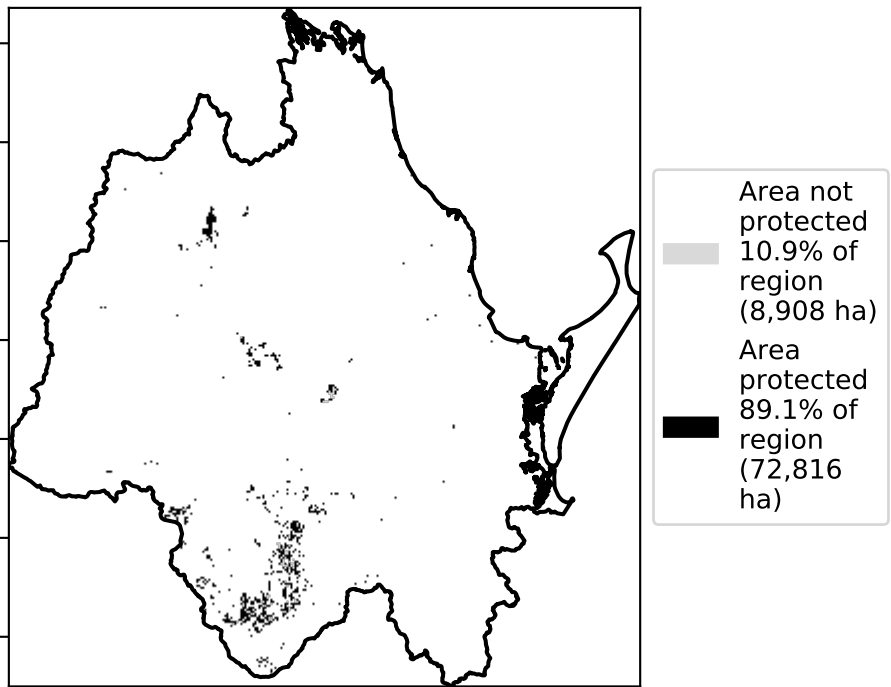 Area not
protected
10.9% of
region
(8,908 ha)
Area
protected
89.1% of
region
(72,816
ha)